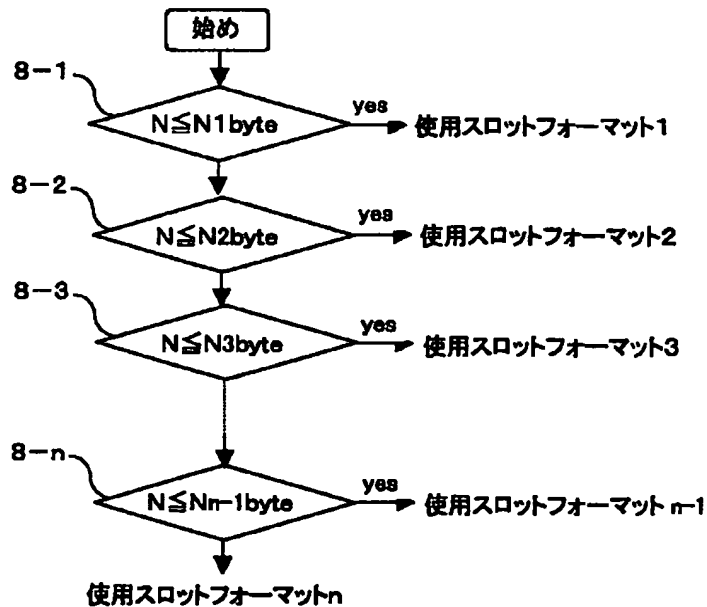 始め
8-1
N≦N1byte
yes
使用スロットフォーマット1
8-2
N≦N2byte
yes
使用スロットフォーマット2
8-3
N≦N3byte
yes
使用スロットフォーマット3
8-n
N≦Nn-1byte
yes
使用スロットフォーマット n-1
使用スロットフォーマットn